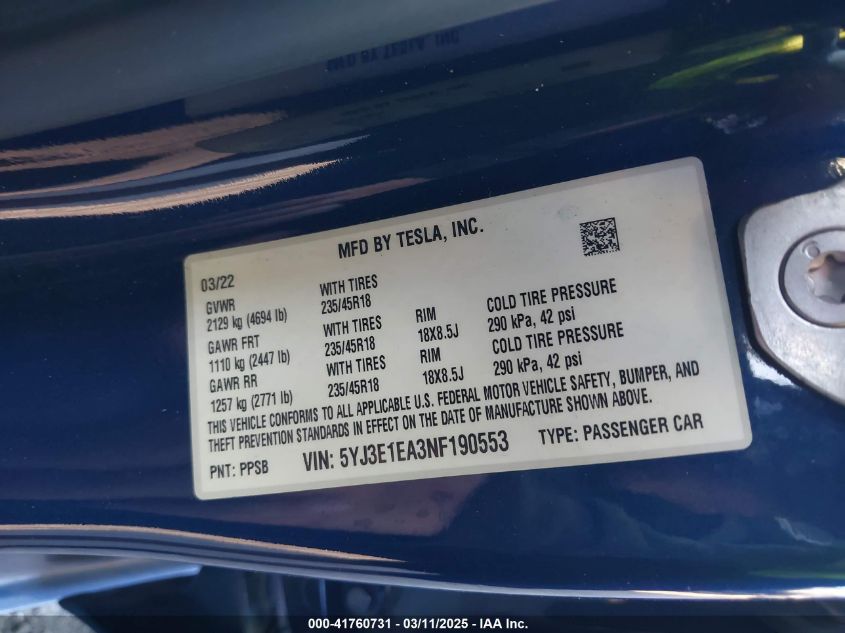 MFD BY TESLA, INC.
03/22
GVWR
2129 kg (4694 lb)
GAWR FRT
1110 kg (2447 lb)
GAWR RR
1257 kg (2771 lb)
WITH TIRES
235/45R18
WITH TIRES
235/45R18
WITH TIRES
235/45R18
RIM
18X8.5J
RIM
18X8.5J
COLD TIRE PRESSURE
290 kPa, 42 psi
COLD TIRE PRESSURE
290 kPa, 42 psi
THIS VEHICLE CONFORMS TO ALL APPLICABLE U.S. FEDERAL MOTOR VEHICLE SAFETY, BUMPER, AND
THEFT PREVENTION STANDARDS IN EFFECT ON THE DATE OF MANUFACTURE SHOWN ABOVE.
PNT: PPSB VIN: 5YJ3E1EA3NF190553 TYPE: PASSENGER CAR
000-41760731 - 03/11/2025 - IAA Inc.